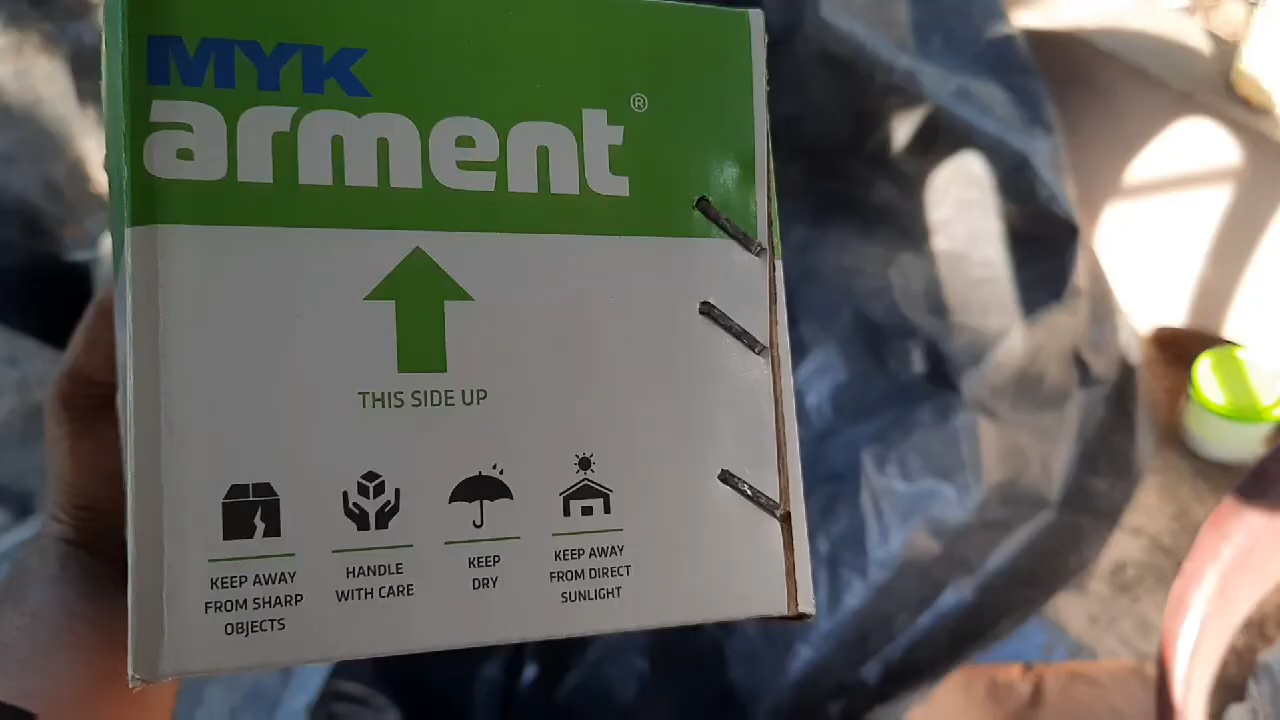 MYK
arment®
THIS SIDE UP
KEEP AWAY
FROM SHARP
OBJECTS
HANDLE
WITH CARE
KEEP
DRY
KEEP AWAY
FROM DIRECT
SUNLIGHT